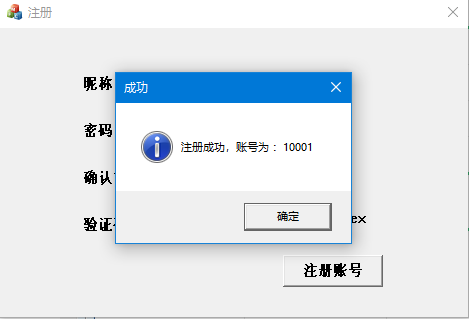 注册
成功
昵称
密码
注册成功，账号为：10001
确认
确定
验证
ex
注册账号